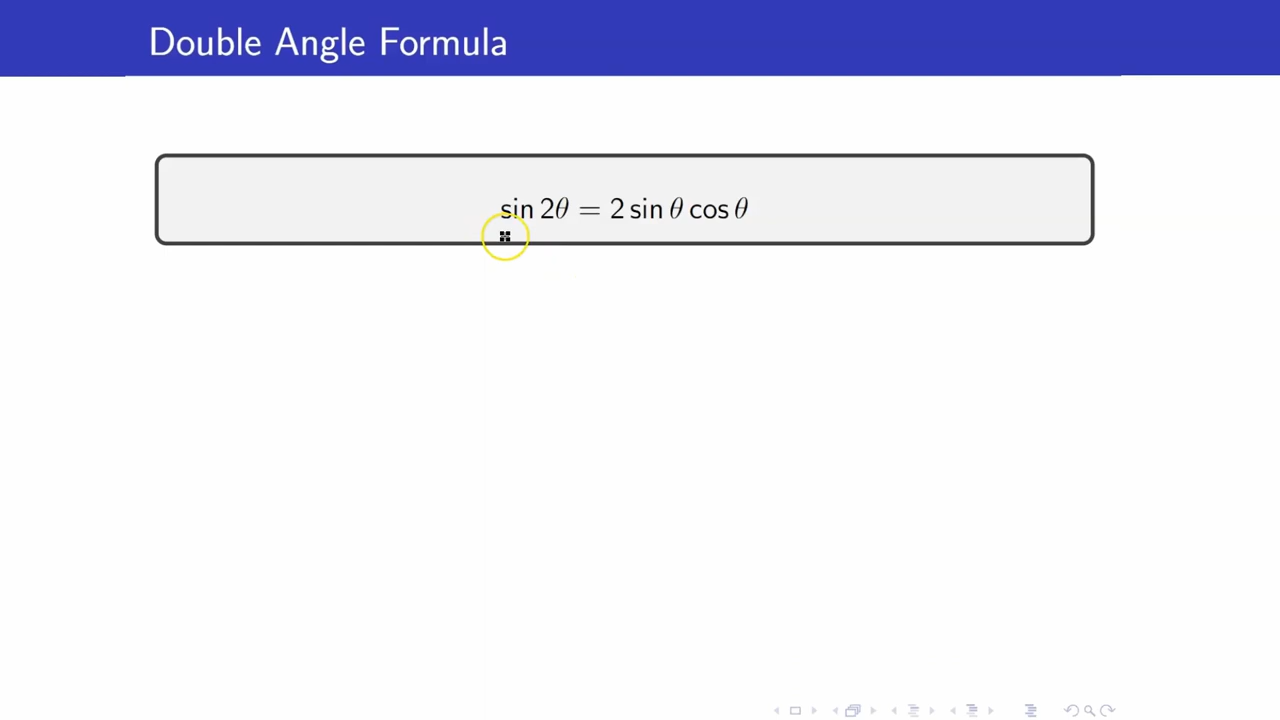 Double Angle Formula
sin 2θ = 2 sin θ cos θ